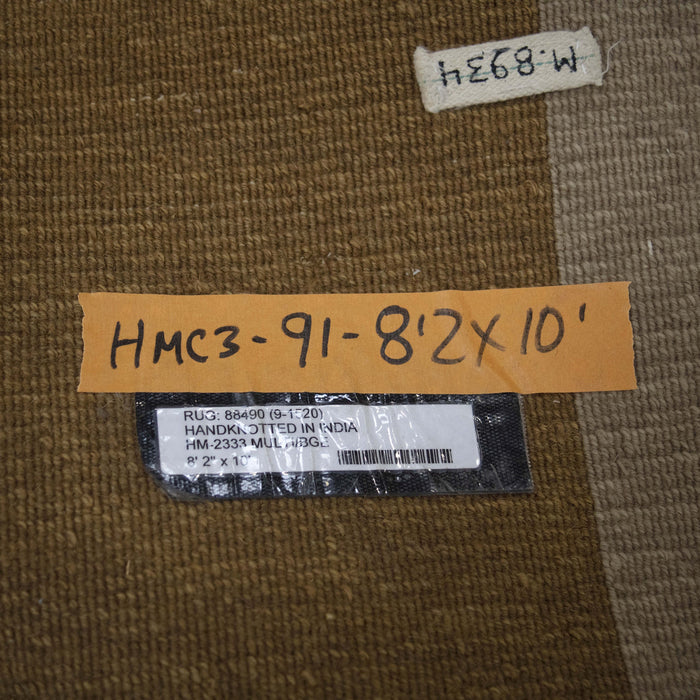 M.8934
HMC3-91-8'2X10'
RUG: 88490 (9-1520)
HANDKNOTTED IN INDIA
HM-2333 MULTI/BGE
8' 2" x 10'